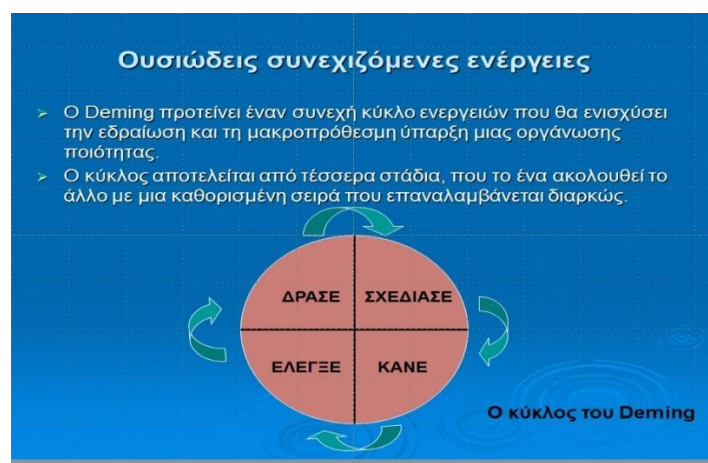 Ουσιώδεις συνεχιζόμενες ενέργειες
➢ Ο Deming προτείνει έναν συνεχή κύκλο ενεργειών που θα ενισχύσει
την εδραίωση και τη μακροπρόθεσμη ύπαρξη μιας οργάνωσης
ποιότητας.
➢ Ο κύκλος αποτελείται από τέσσερα στάδια, που το ένα ακολουθεί το
άλλο με μια καθορισμένη σειρά που επαναλαμβάνεται διαρκώς.
ΔΡΑΣΕ ΣΧΕΔΙΑΣΕ
ΕΛΕΓΞΕ ΚΑΝΕ
Ο κύκλος του Deming